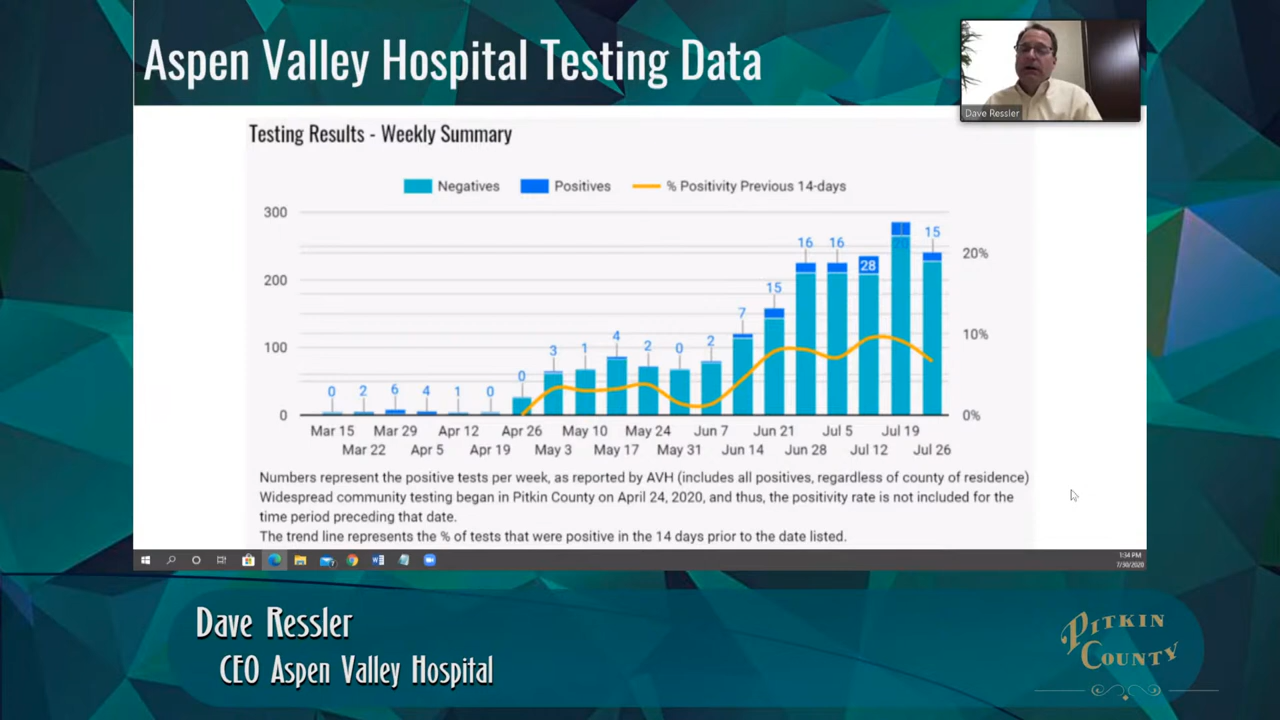 Aspen Valley Hospital Testing Data
Dave Ressler
Testing Results - Weekly Summary
Negatives Positives % Positivity Previous 14-days
300
200
100
0
20%
10%
0%
0 2 6 4 1 0 0 3 1 4 2 0 2 7 15 16 16 28 20 15
Mar 15 Mar 29 Apr 12 Apr 26 May 10 May 24 Jun 7 Jun 21 Jul 5 Jul 19
Mar 22 Apr 5 Apr 19 May 3 May 17 May 31 Jun 14 Jun 28 Jul 12 Jul 26
Numbers represent the positive tests per week, as reported by AVH (includes all positives, regardless of county of residence)
Widespread community testing began in Pitkin County on April 24, 2020, and thus, the positivity rate is not included for the
time period preceding that date.
The trend line represents the % of tests that were positive in the 14 days prior to the date listed.
1:34 PM
7/30/2020
Dave Ressler
CEO Aspen Valley Hospital
PITKIN
COUNTY